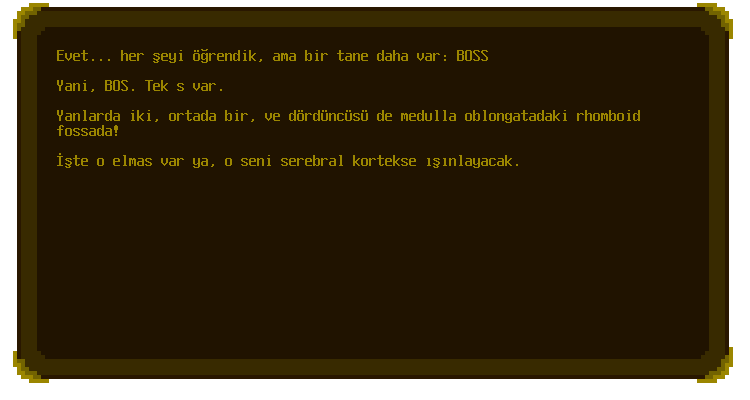 Evet... her şeyi öğrendik, ama bir tane daha var: BOSS
Yani, BOS. Tek s var.
Yanlarda iki, ortada bir, ve dördüncüsü de medulla oblongatadaki rhomboid
fossada!
İşte o elmas var ya, o seni serebral kortekse ışınlayacak.